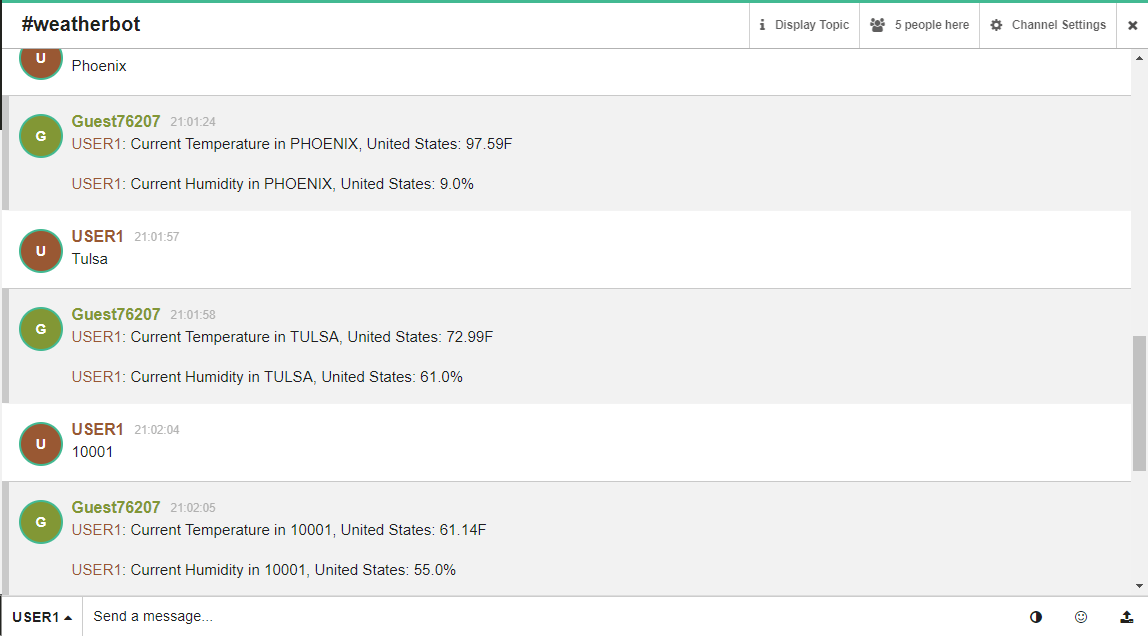 #weatherbot
Display Topic
5 people here
Channel Settings
U
Phoenix
G
Guest76207 21:01:24
USER1: Current Temperature in PHOENIX, United States: 97.59F
USER1: Current Humidity in PHOENIX, United States: 9.0%
U
USER1 21:01:57
Tulsa
G
Guest76207 21:01:58
USER1: Current Temperature in TULSA, United States: 72.99F
USER1: Current Humidity in TULSA, United States: 61.0%
U
USER1 21:02:04
10001
G
Guest76207 21:02:05
USER1: Current Temperature in 10001, United States: 61.14F
USER1: Current Humidity in 10001, United States: 55.0%
USER1
Send a message...